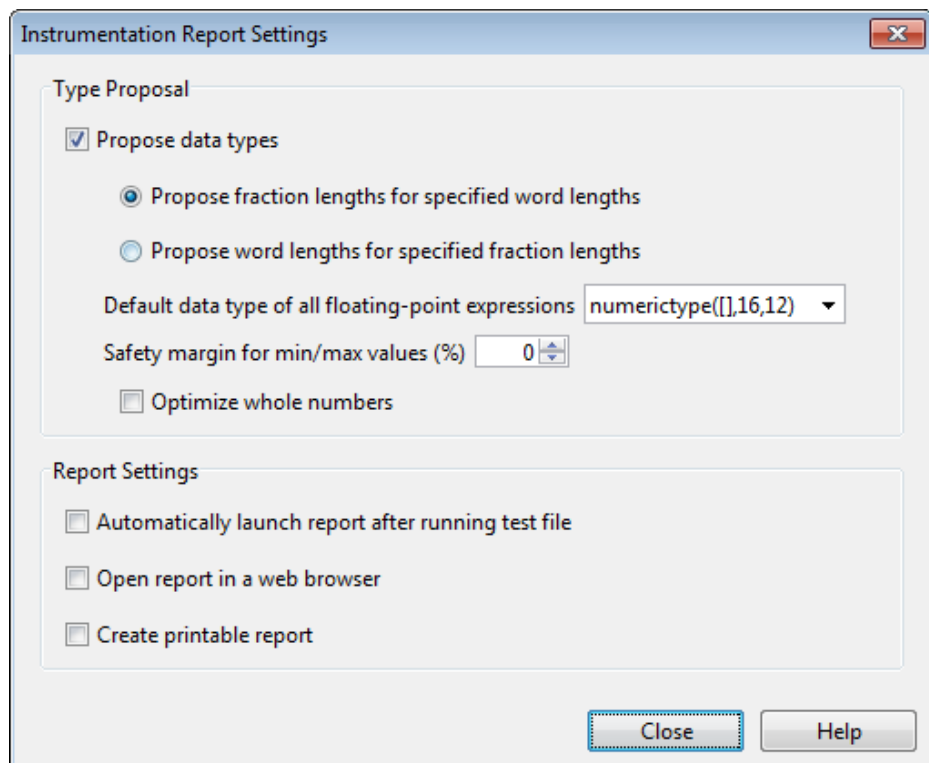 Instrumentation Report Settings
Type Proposal
Propose data types
Propose fraction lengths for specified word lengths
Propose word lengths for specified fraction lengths
Default data type of all floating-point expressions numerictype([],16,12)
Safety margin for min/max values (%) 0
Optimize whole numbers
Report Settings
Automatically launch report after running test file
Open report in a web browser
Create printable report
Close Help